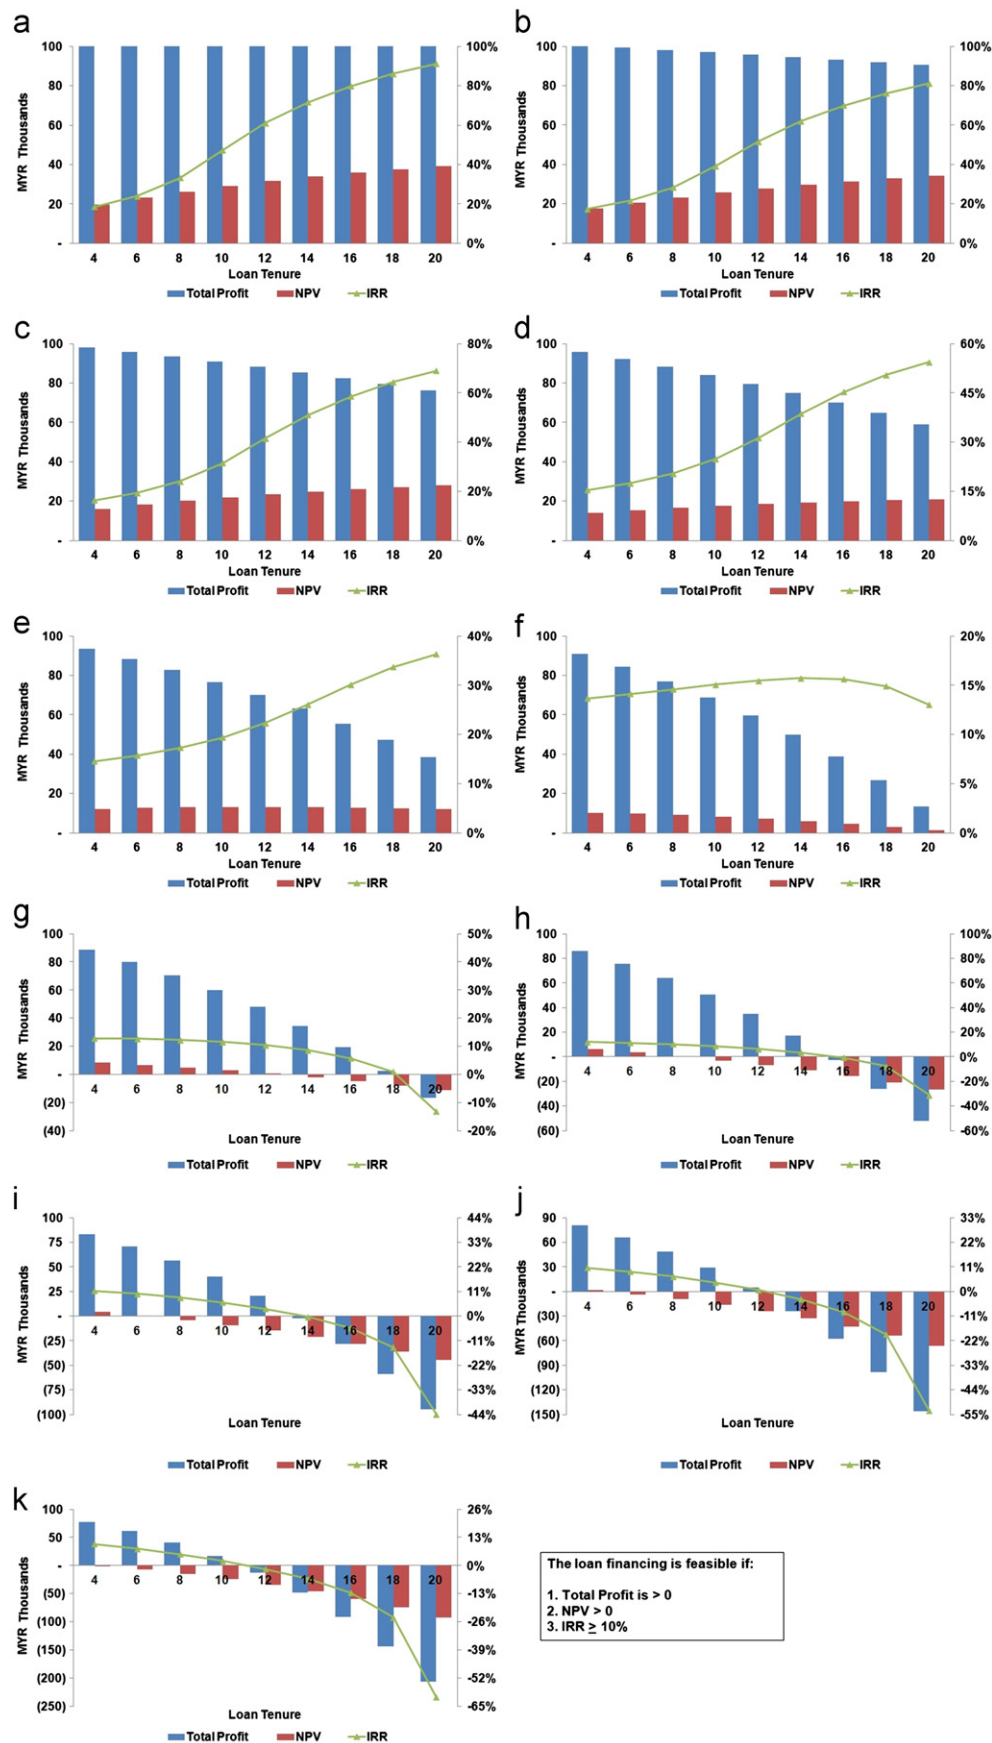 a
100 100%
80 80%
60 60%
40 40%
20 20%
- 0%
MYR Thousands
4 6 8 10 12 14 16 18 20
Loan Tenure
Total Profit NPV IRR
b
100 100%
80 80%
60 60%
40 40%
20 20%
- 0%
MYR Thousands
4 6 8 10 12 14 16 18 20
Loan Tenure
Total Profit NPV IRR
c
100 80%
80 60%
60 40%
40 20%
20 0%
-
MYR Thousands
4 6 8 10 12 14 16 18 20
Loan Tenure
Total Profit NPV IRR
d
100 60%
80 45%
60 30%
40 15%
20 0%
-
MYR Thousands
4 6 8 10 12 14 16 18 20
Loan Tenure
Total Profit NPV IRR
e
100 40%
80 30%
60 20%
40 10%
20 0%
-
MYR Thousands
4 6 8 10 12 14 16 18 20
Loan Tenure
Total Profit NPV IRR
f
100 20%
80 15%
60 10%
40 5%
20 0%
-
MYR Thousands
4 6 8 10 12 14 16 18 20
Loan Tenure
Total Profit NPV IRR
g
100 50%
80 40%
60 30%
40 20%
20 10%
- 0%
(20) -10%
(40) -20%
MYR Thousands
4 6 8 10 12 14 16 18 20
Loan Tenure
Total Profit NPV IRR
h
100 100%
80 80%
60 60%
40 40%
20 20%
- 0%
(20) -20%
(40) -40%
(60) -60%
MYR Thousands
4 6 8 10 12 14 16 18 20
Loan Tenure
Total Profit NPV IRR
i
100 44%
75 33%
50 22%
25 11%
- 0%
(25) -11%
(50) -22%
(75) -33%
(100) -44%
MYR Thousands
4 6 8 10 12 14 16 18 20
Loan Tenure
Total Profit NPV IRR
j
90 33%
60 22%
30 11%
- 0%
(30) -11%
(60) -22%
(90) -33%
(120) -44%
(150) -55%
MYR Thousands
4 6 8 10 12 14 16 18 20
Loan Tenure
Total Profit NPV IRR
k
100 26%
50 13%
- 0%
(50) -13%
(100) -26%
(150) -39%
(200) -52%
(250) -65%
MYR Thousands
4 6 8 10 12 14 16 18 20
Loan Tenure
Total Profit NPV IRR
The loan financing is feasible if:
1. Total Profit is > 0
2. NPV > 0
3. IRR ≥ 10%